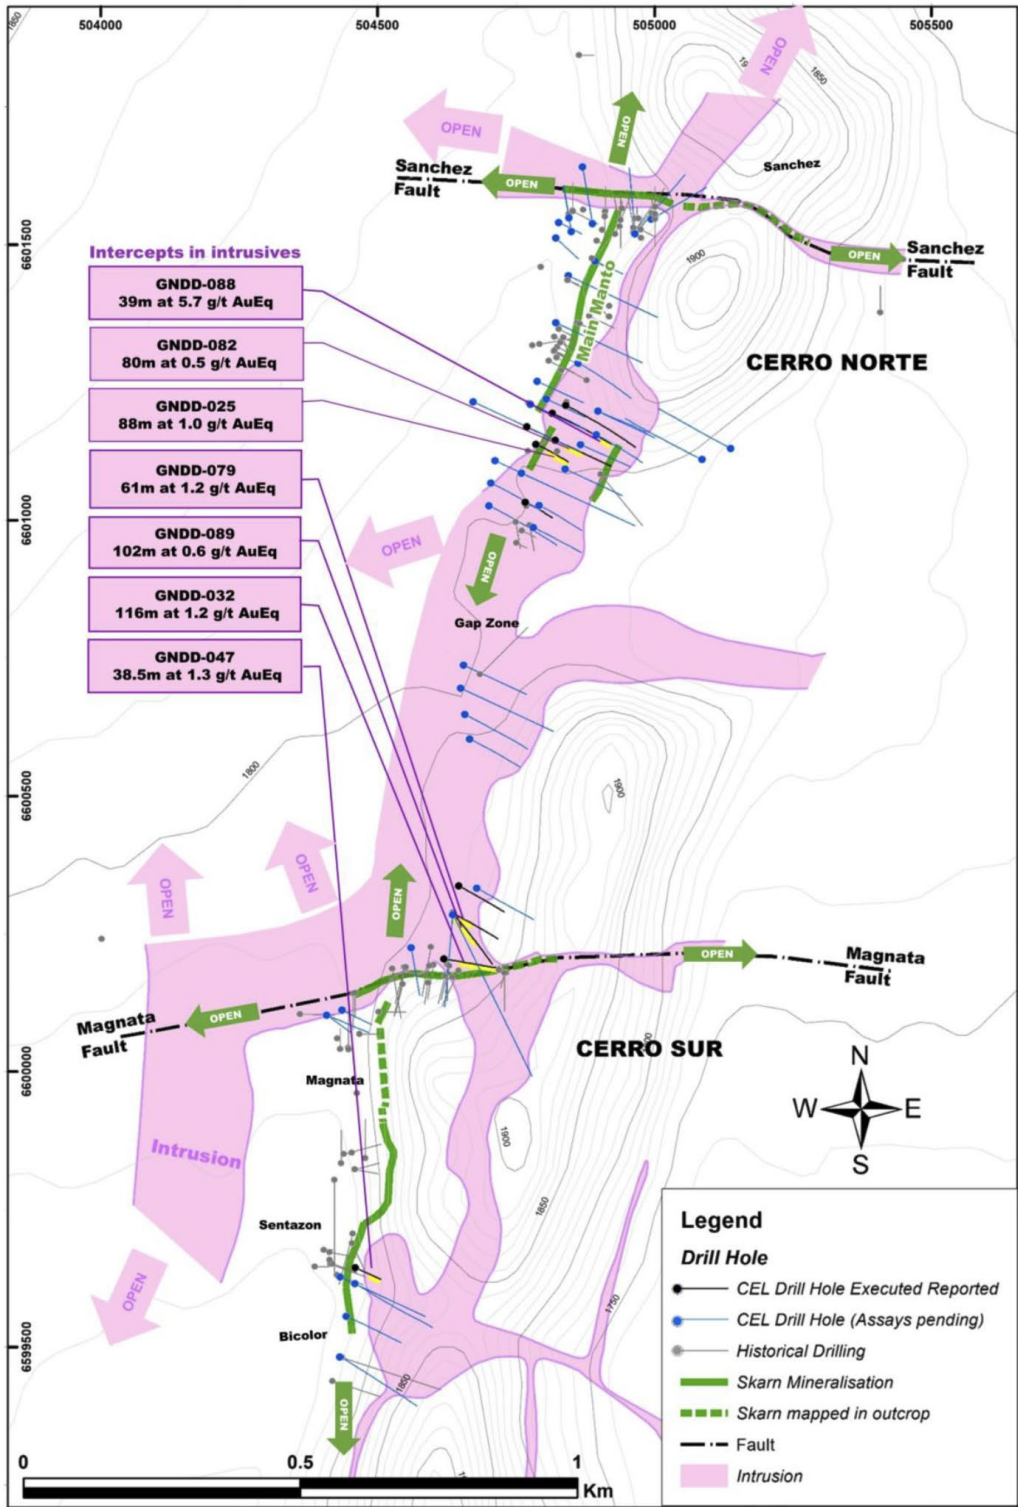 504000
504500
505000
505500
1850
OPEN
1850
OPEN
OPEN
Sanchez
Fault
OPEN
Sanchez
6601500
Intercepts in intrusives
GNDD-088
39m at 5.7 g/t AuEq
GNDD-082
80m at 0.5 g/t AuEq
GNDD-025
88m at 1.0 g/t AuEq
GNDD-079
61m at 1.2 g/t AuEq
GNDD-089
102m at 0.6 g/t AuEq
GNDD-032
116m at 1.2 g/t AuEq
GNDD-047
38.5m at 1.3 g/t AuEq
1900
OPEN
Sanchez
Fault
Main Manto
CERRO NORTE
6601000
OPEN
OPEN
Gap Zone
1800
1900
6600500
OPEN
OPEN
OPEN
OPEN
Magnata
Fault
OPEN
Magnata
Fault
6600000
CERRO SUR
Magnata
Intrusion
1900
1850
Sentazon
OPEN
Bicolor
6599500
1750
1800
OPEN
N
W
E
S
Legend
Drill Hole
CEL Drill Hole Executed Reported
CEL Drill Hole (Assays pending)
Historical Drilling
Skarn Mineralisation
Skarn mapped in outcrop
Fault
Intrusion
0
0.5
1
Km